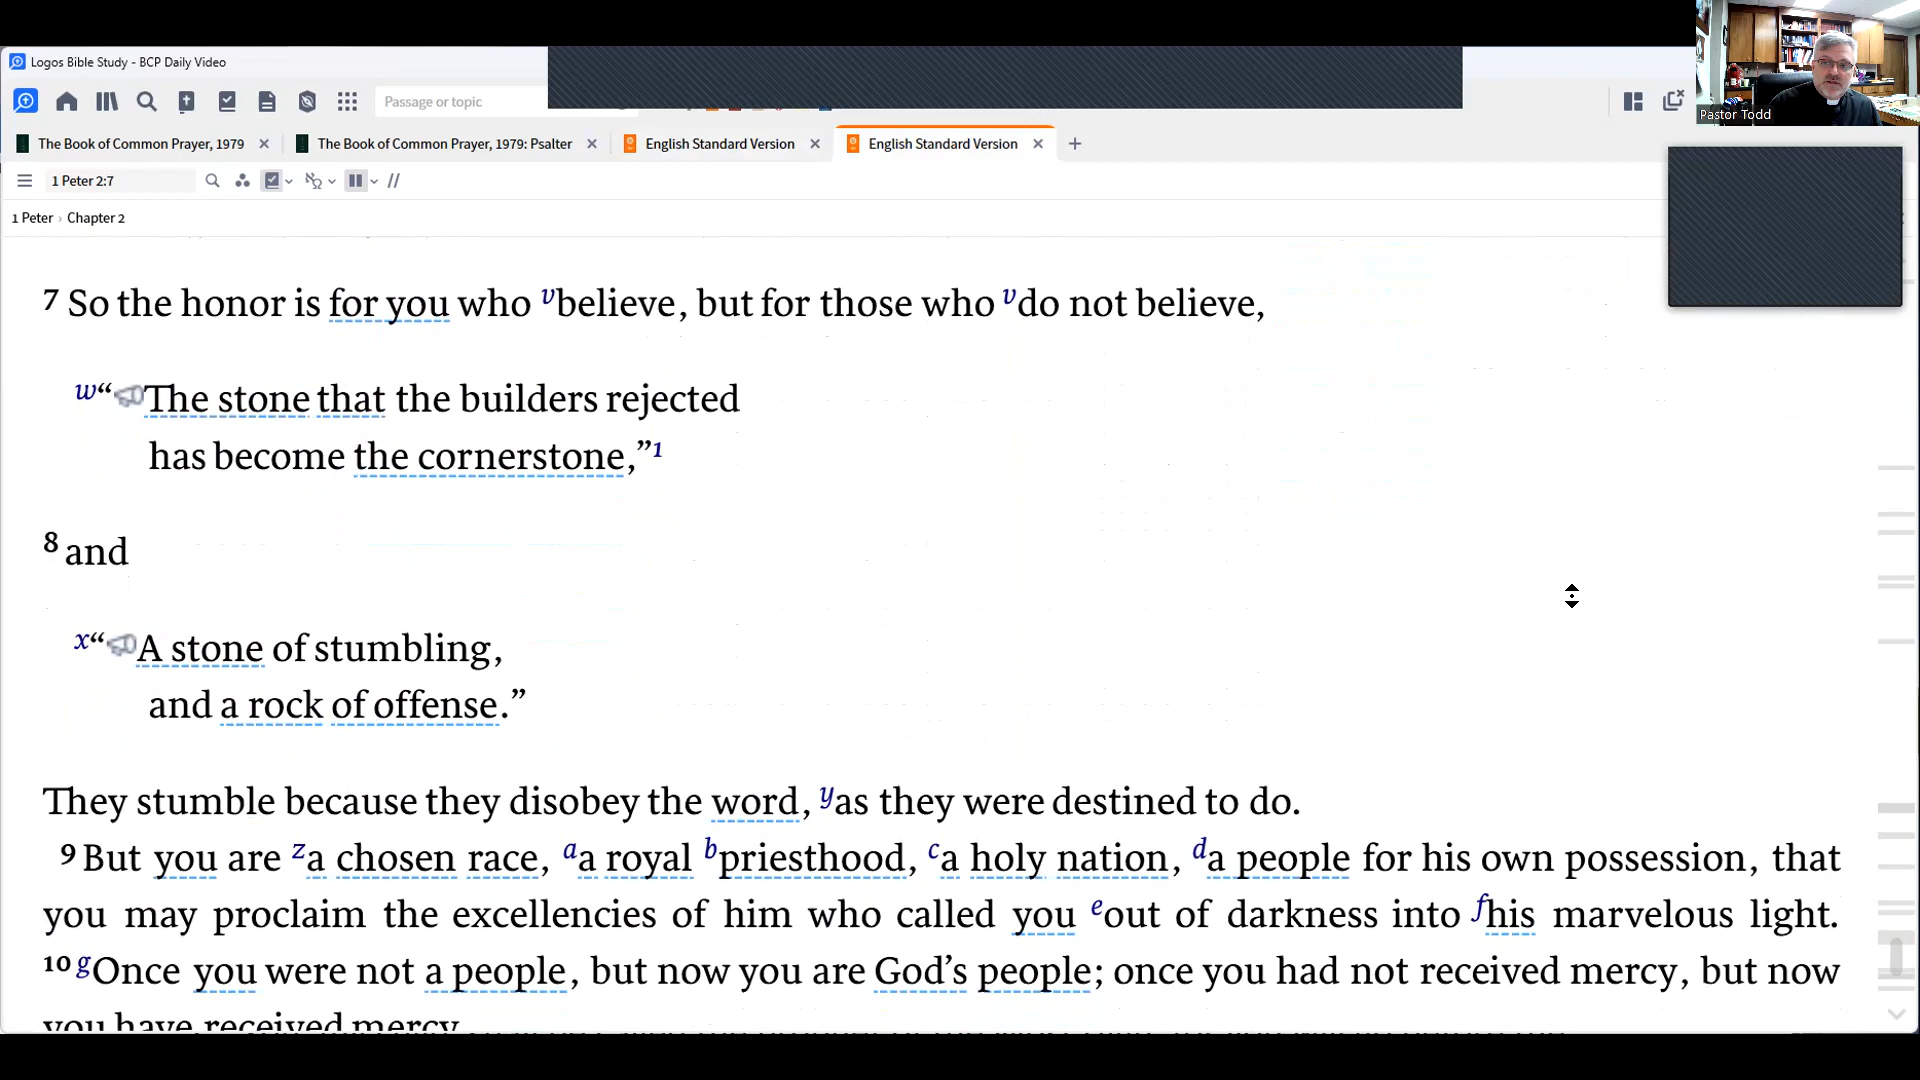 Logos Bible Study - BCP Daily Video
Passage or topic
Pastor Todd
The Book of Common Prayer, 1979
The Book of Common Prayer, 1979: Psalter
English Standard Version
English Standard Version
1 Peter 2:7
1 Peter › Chapter 2
7 So the honor is for you who vbelieve, but for those who vdo not believe,
w“The stone that the builders rejected
has become the cornerstone,”1
8 and
x“A stone of stumbling,
and a rock of offense.”
They stumble because they disobey the word, yas they were destined to do.
9 But you are za chosen race, aa royal bpriesthood, ca holy nation, da people for his own possession, that
you may proclaim the excellencies of him who called you eout of darkness into fhis marvelous light.
10 gOnce you were not a people, but now you are God’s people; once you had not received mercy, but now
you have received mercy.